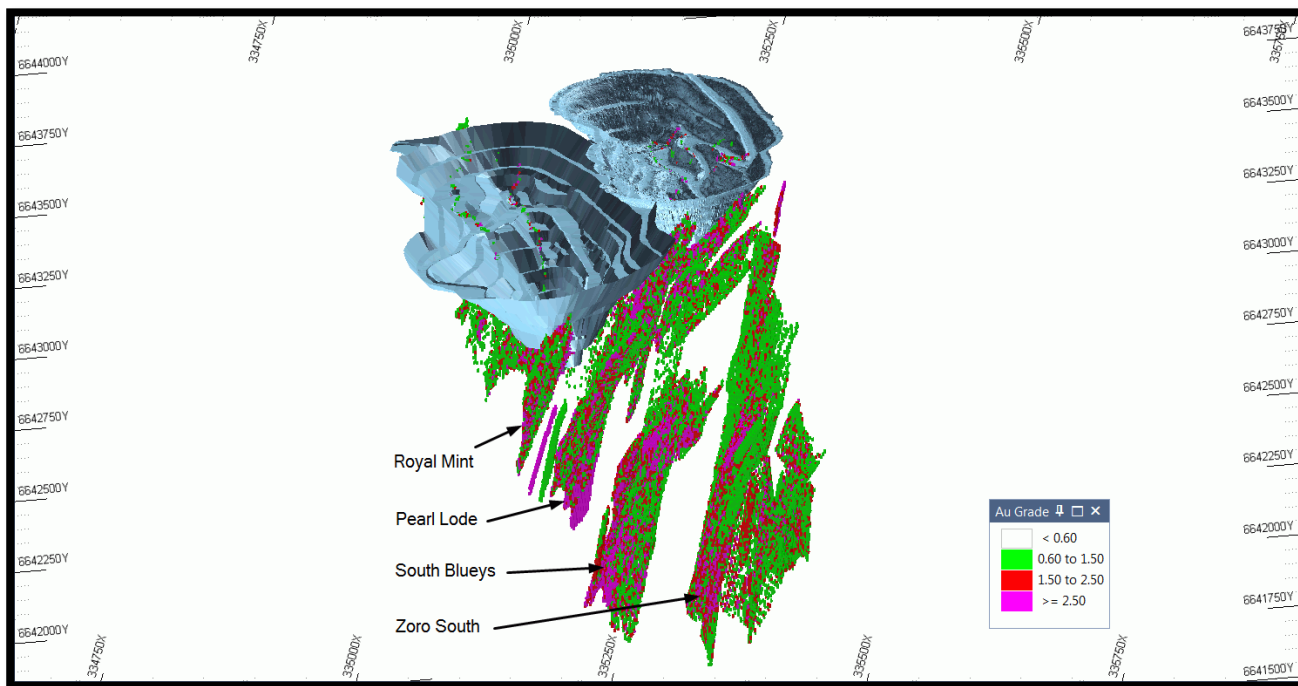 334750X
335000X
335250X
335500X
6644000Y
6643750Y
6643500Y
6643250Y
6643000Y
6642750Y
6642500Y
6642250Y
6642000Y
6643750Y
6643500Y
6643250Y
6643000Y
6642750Y
6642500Y
6642250Y
6642000Y
6641750Y
6641500Y
Royal Mint
Pearl Lode
South Blueys
Zoro South
Au Grade
< 0.60
0.60 to 1.50
1.50 to 2.50
>= 2.50
334750X
335000X
335250X
335500X
335750X